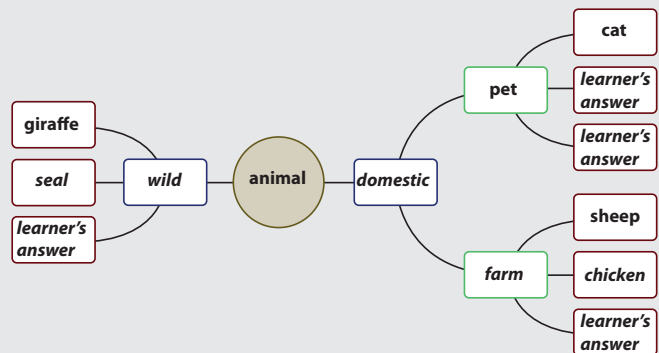 giraffe
seal
learner's
answer
wild
animal
domestic
pet
cat
learner's
answer
learner's
answer
farm
sheep
chicken
learner's
answer